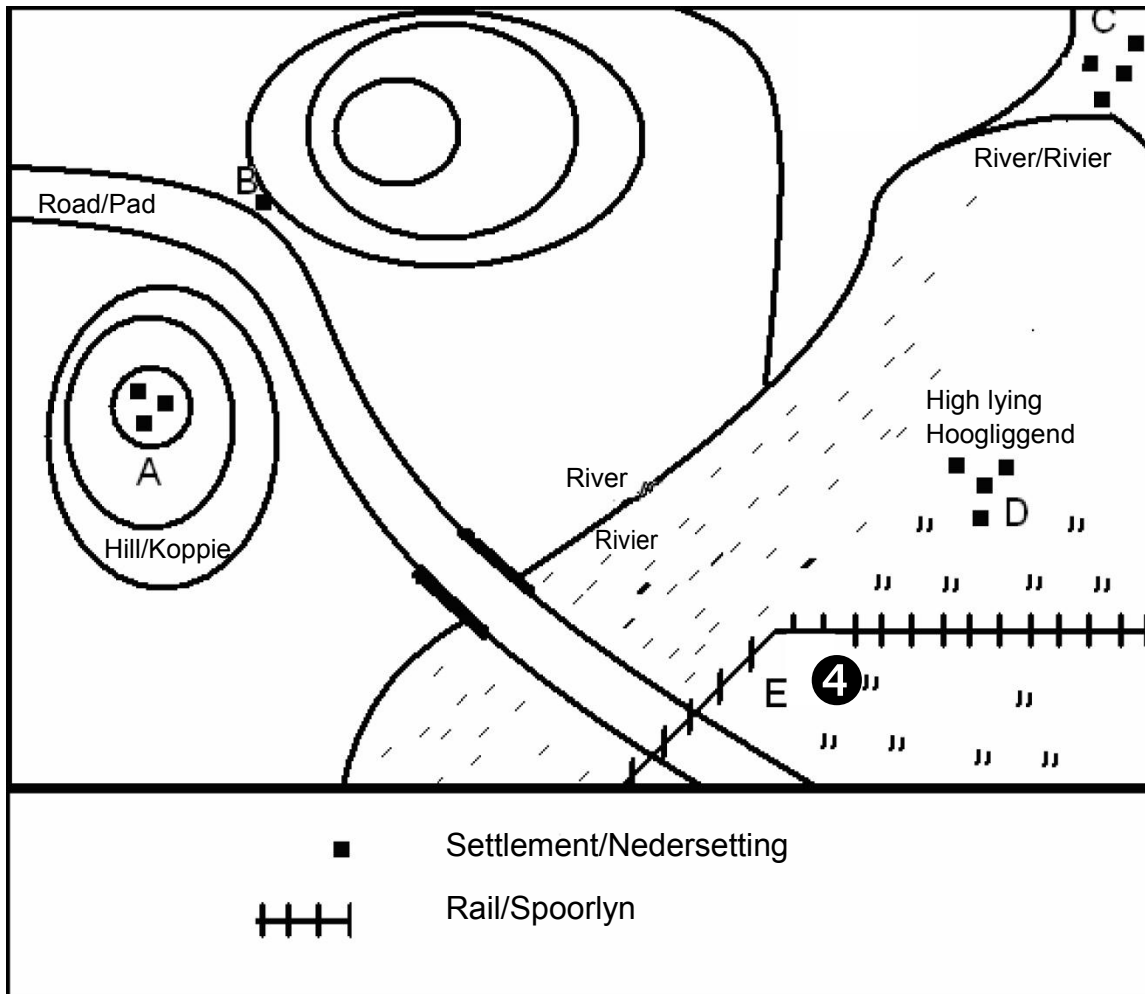 C
River/Rivier
B
Road/Pad
High lying
Hoogliggend
A
River
D
Rivier
Hill/Koppie
E
4
Settlement/Nedersetting
Rail/Spoorlyn